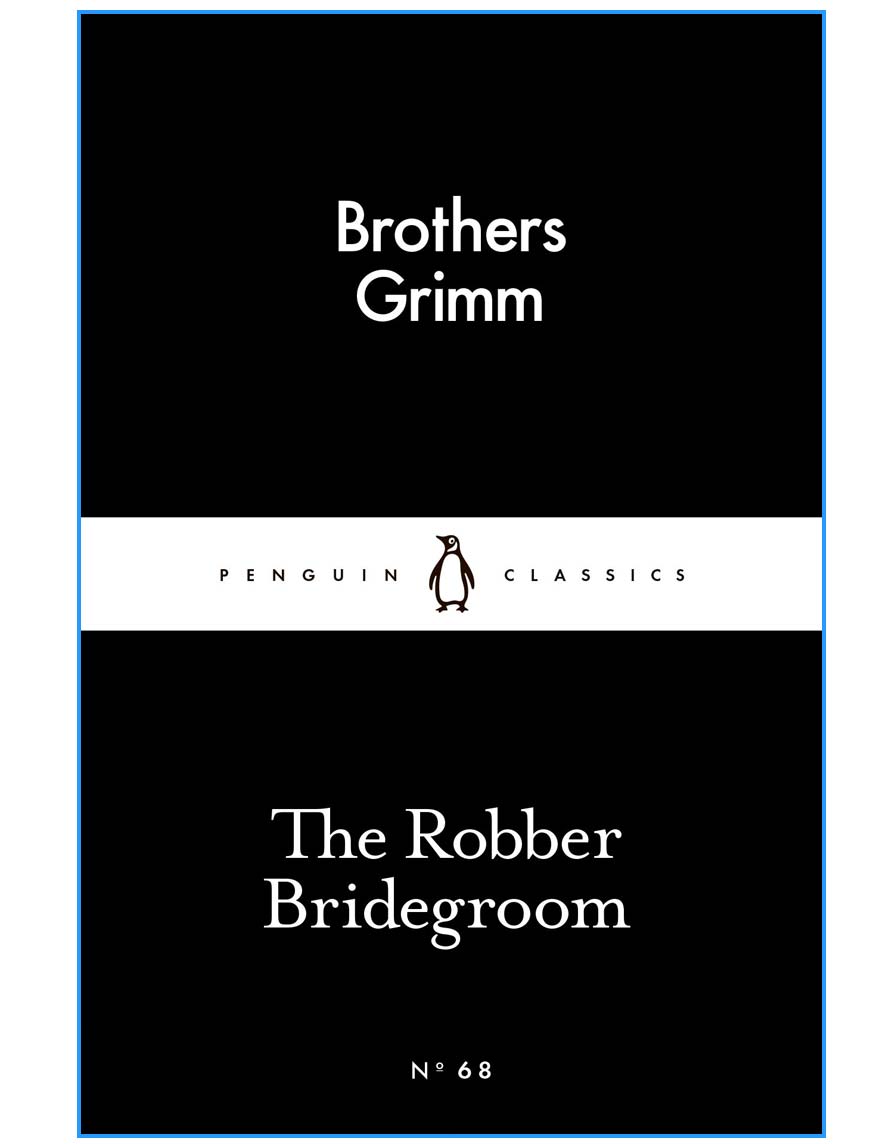 Brothers
Grimm
PENGUIN CLASSICS
The Robber
Bridegroom
Nº 68